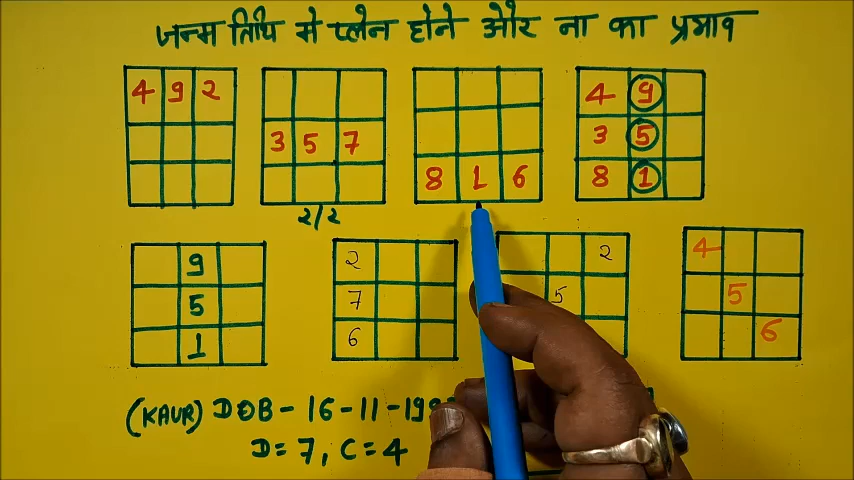 जन्म तिथि से प्लेन होने और ना का प्रभाव
4 9 2
3 5 7
8 1 6
4 9
3 5
8 1
2/2
9
5
1
2
7
6
2
5
4
5
6
(KAUR) DOB - 16 - 11 - 19
D = 7, C = 4